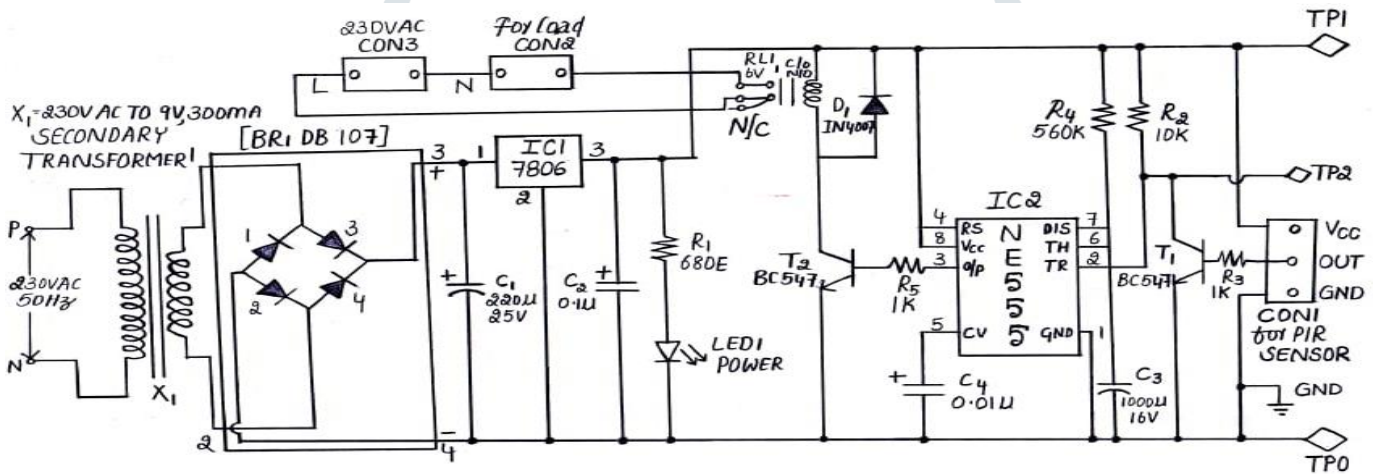 230VAC
CON3
For load
CON2
TP1
L
N
RL1
6V
C/O
N/O
N/C
D1
IN4007
R4
560K
R2
10K
X1=230V AC TO 9V,300mA
SECONDARY
TRANSFORMER
[BR1 DB 107]
3
+
1
IC1
7806
3
2
TP2
P
230VAC
50Hz
N
X1
1
3
2
4
2
-
4
+
C1
220µ
25V
C2
+
0.1µ
R1
680E
LED1
POWER
T2
BC547
R5
1K
IC2
NE555
4
RS
8
Vcc
3
O/P
5
CV
DIS
7
TH
6
TR
2
GND
1
+
C4
0.01µ
C3
1000µ
16V
T1
BC547
R3
1K
Vcc
OUT
GND
CON1
for PIR
SENSOR
GND
TP0